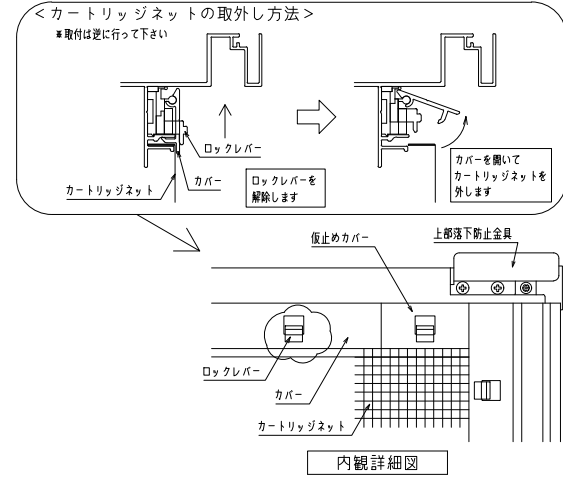 <カートリッジネットの取外し方法>
*取付は逆に行って下さい
ロックレバー
カバー
カートリッジネット
ロックレバーを
解除します
カバーを開いて
カートリッジネットを
外します
仮止めカバー
上部落下防止金具
ロックレバー
カバー
カートリッジネット
内観詳細図